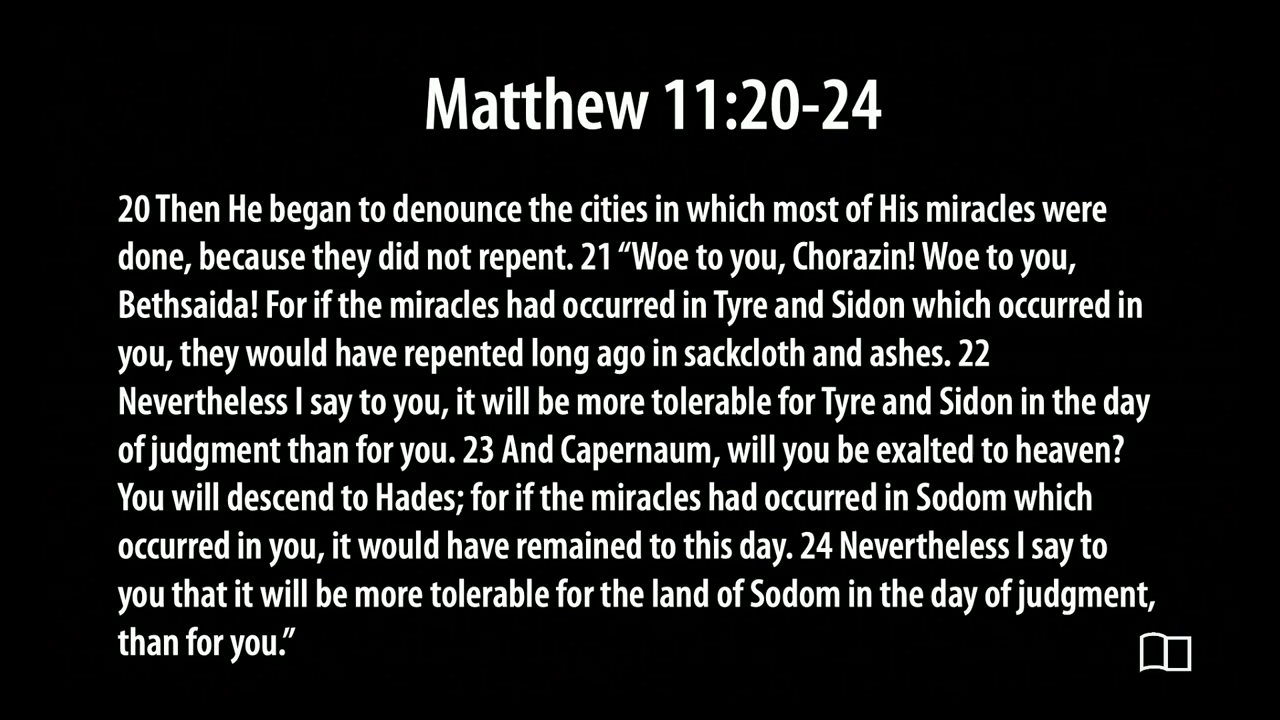 Matthew 11:20-24
20 Then He began to denounce the cities in which most of His miracles were
done, because they did not repent. 21 “Woe to you, Chorazin! Woe to you,
Bethsaida! For if the miracles had occurred in Tyre and Sidon which occurred in
you, they would have repented long ago in sackcloth and ashes. 22
Nevertheless I say to you, it will be more tolerable for Tyre and Sidon in the day
of judgment than for you. 23 And Capernaum, will you be exalted to heaven?
You will descend to Hades; for if the miracles had occurred in Sodom which
occurred in you, it would have remained to this day. 24 Nevertheless I say to
you that it will be more tolerable for the land of Sodom in the day of judgment,
than for you.”